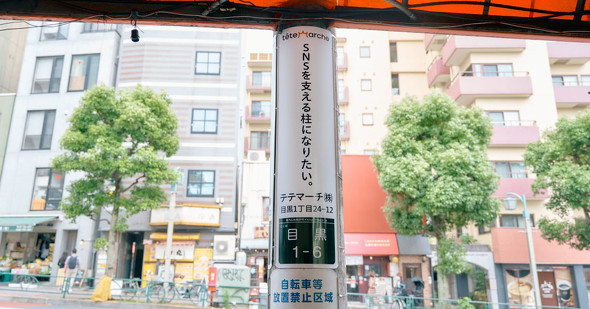 tête marche
SNSを支える柱になりたい。
テテマーチ㈱
目黒1丁目24-12
目黒
1-6
自転車等
放置禁止区域